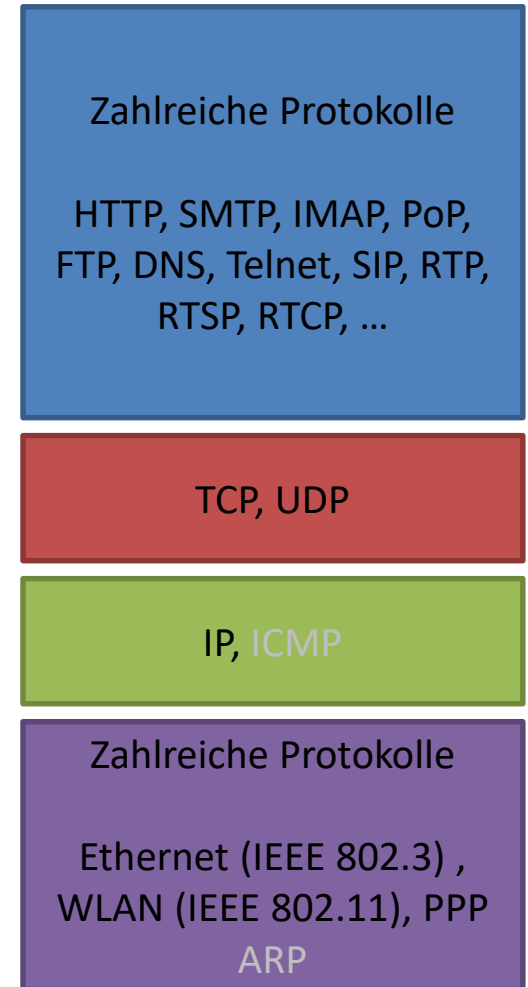 Zahlreiche Protokolle
HTTP, SMTP, IMAP, PoP,
FTP, DNS, Telnet, SIP, RTP,
RTSP, RTCP, …
TCP, UDP
IP, ICMP
Zahlreiche Protokolle
Ethernet (IEEE 802.3) ,
WLAN (IEEE 802.11), PPP
ARP